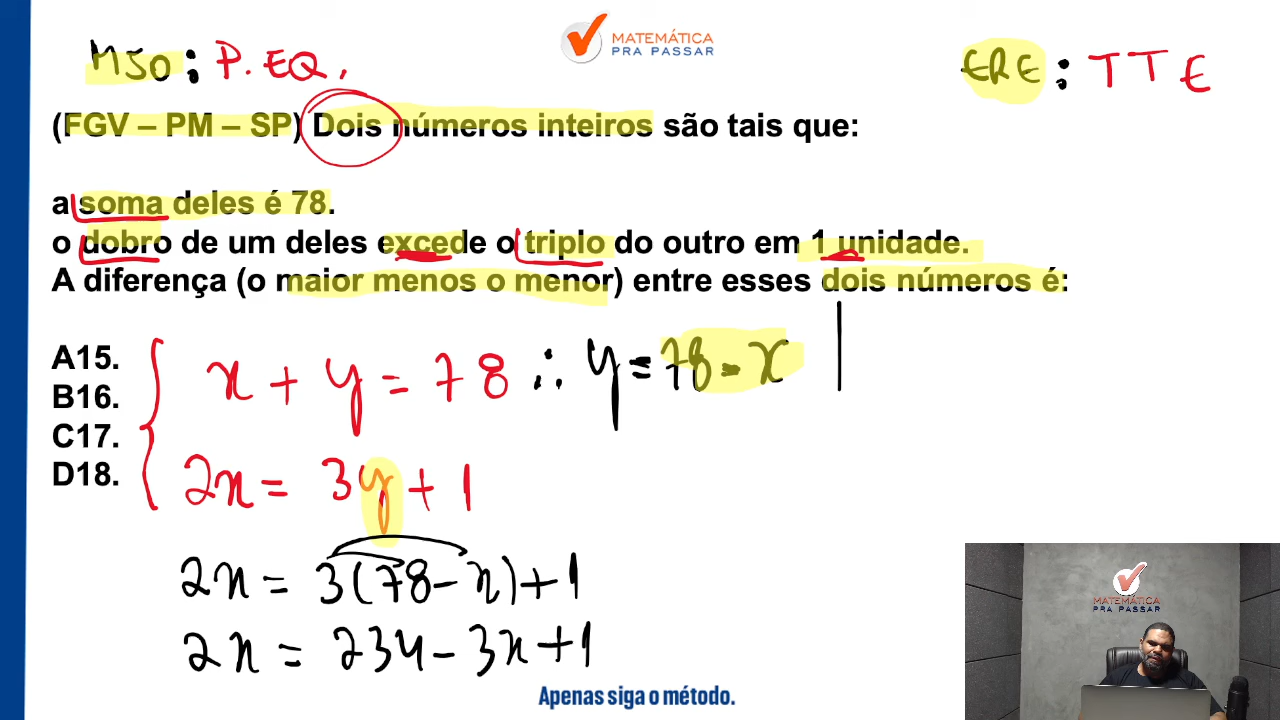 MATEMÁTICA
PRA PASSAR
M50: P. EQ.
ERE: TTE
(FGV – PM – SP) Dois números inteiros são tais que:
a soma deles é 78.
o dobro de um deles excede o triplo do outro em 1 unidade.
A diferença (o maior menos o menor) entre esses dois números é:
A15.
B16.
C17.
D18.
x + y = 78 ∴ y = 78 - x
2x = 3y + 1
2x = 3(78 - x) + 1
2x = 234 - 3x + 1
MATEMÁTICA
PRA PASSAR
Apenas siga o método.